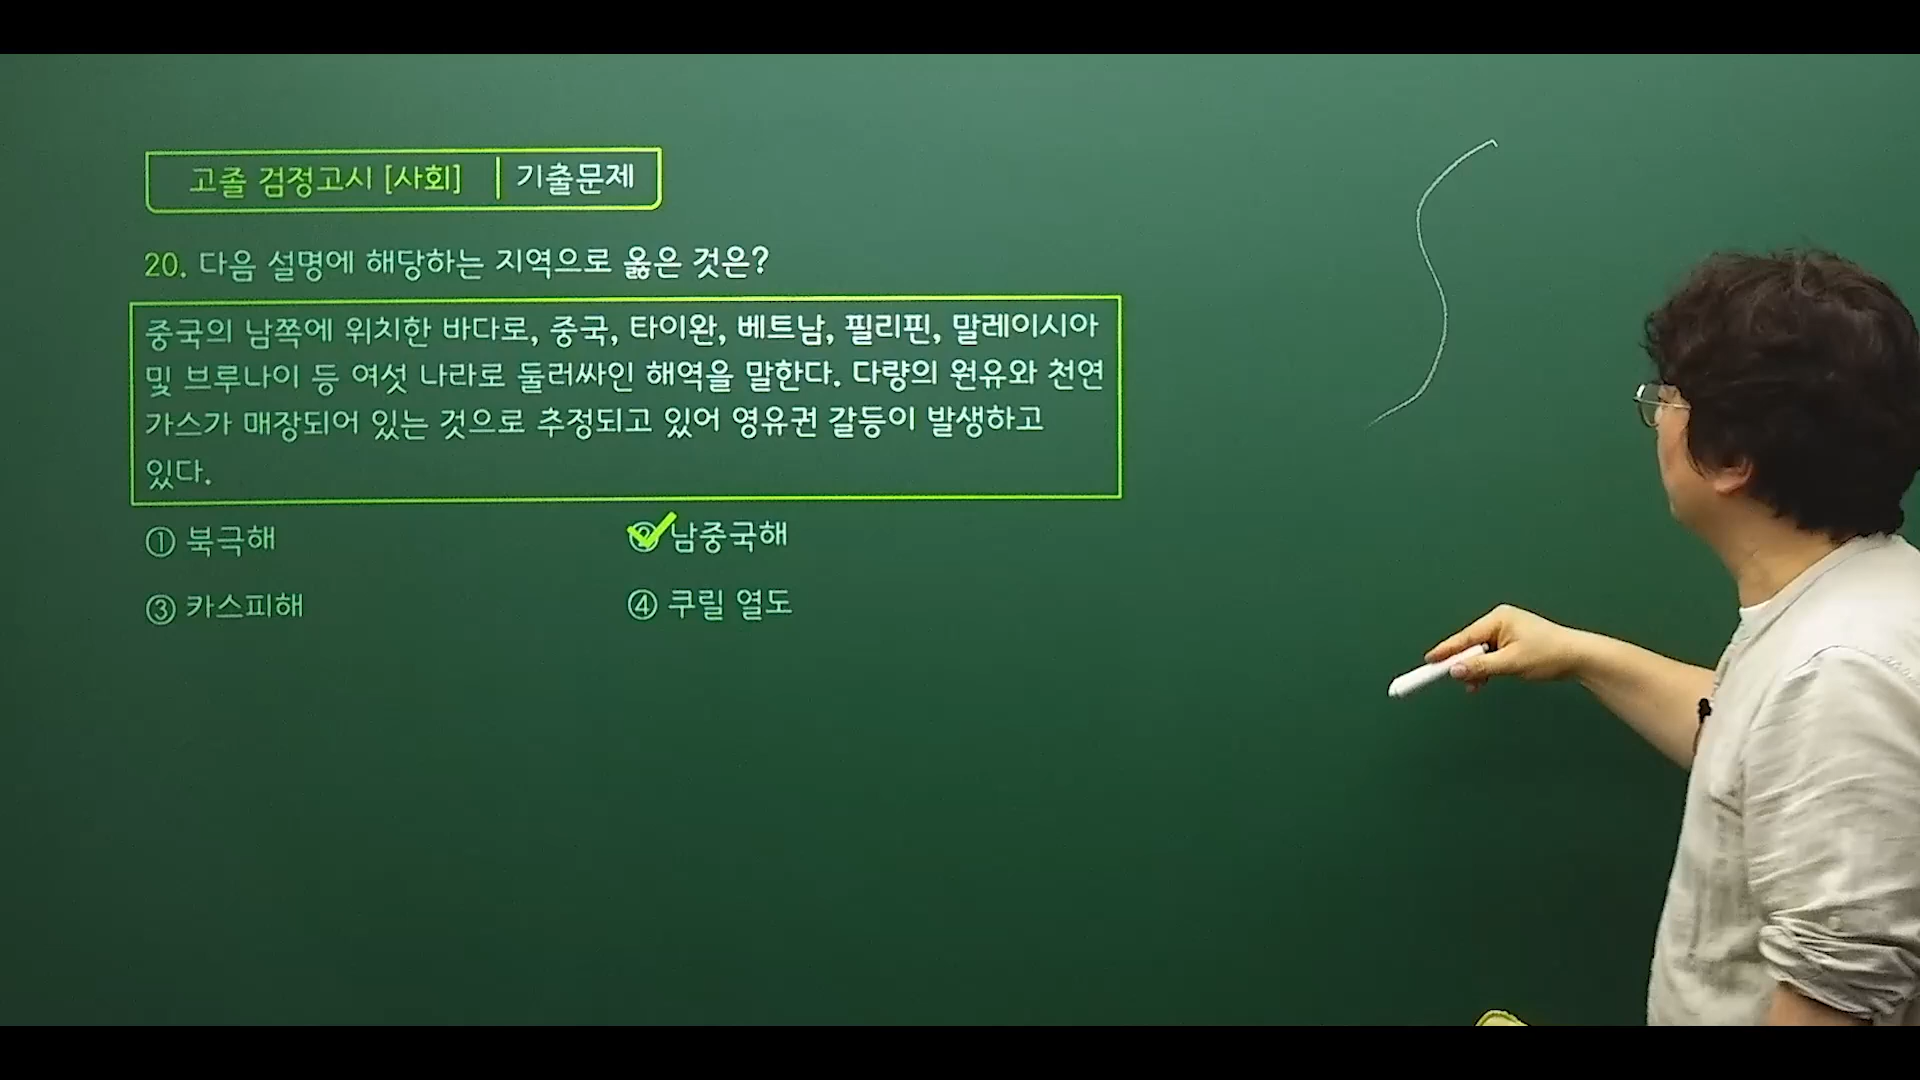 고졸 검정고시 [사회] | 기출문제
20. 다음 설명에 해당하는 지역으로 옳은 것은?
중국의 남쪽에 위치한 바다로, 중국, 타이완, 베트남, 필리핀, 말레이시아
및 브루나이 등 여섯 나라로 둘러싸인 해역을 말한다. 다량의 원유와 천연
가스가 매장되어 있는 것으로 추정되고 있어 영유권 갈등이 발생하고
있다.
① 북극해 ② 남중국해
③ 카스피해 ④ 쿠릴 열도